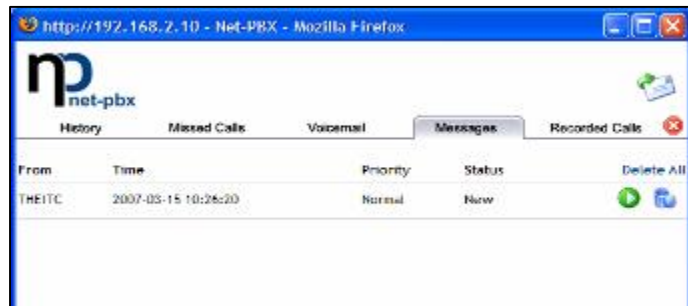 http://192.168.2.10 - Net-PBX - Mozilla Firefox
np
net-pbx
History Missed Calls Voicemail Messages Recorded Calls
From Time Priority Status Delete All
THEITC 2007-03-15 10:26:20 Normal New